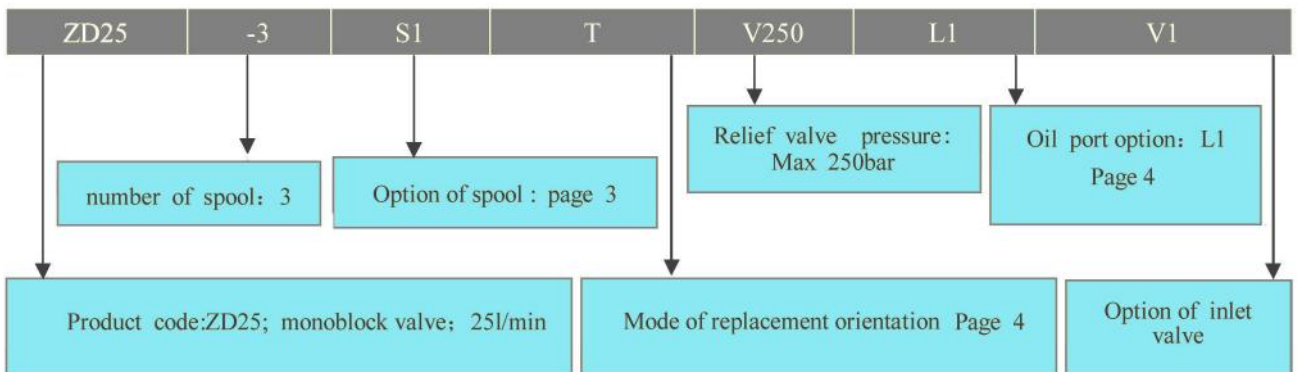 ZD25 -3 S1 T V250 L1 V1
Relief valve pressure:
Max 250bar
Oil port option: L1
Page 4
number of spool: 3
Option of spool : page 3
Product code:ZD25; monoblock valve; 25l/min
Mode of replacement orientation Page 4
Option of inlet
valve